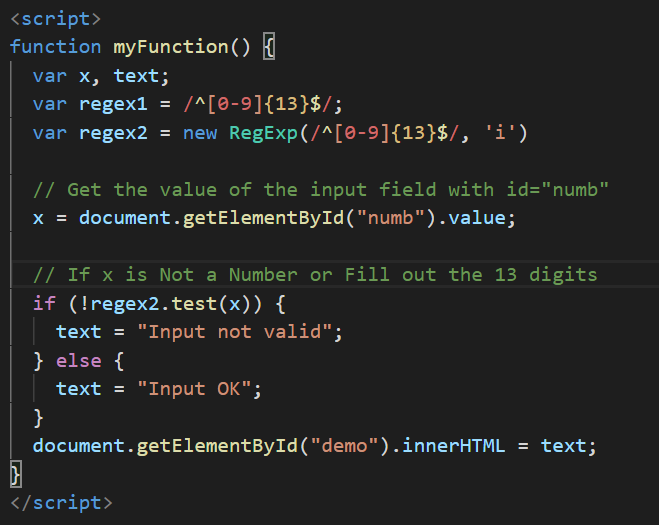 <script>
function myFunction() {
  var x, text;
  var regex1 = /^[0-9]{13}$/;
  var regex2 = new RegExp(/^[0-9]{13}$/, 'i')

  // Get the value of the input field with id="numb"
  x = document.getElementById("numb").value;

  // If x is Not a Number or Fill out the 13 digits
  if (!regex2.test(x)) {
    text = "Input not valid";
  } else {
    text = "Input OK";
  }
  document.getElementById("demo").innerHTML = text;
}
</script>